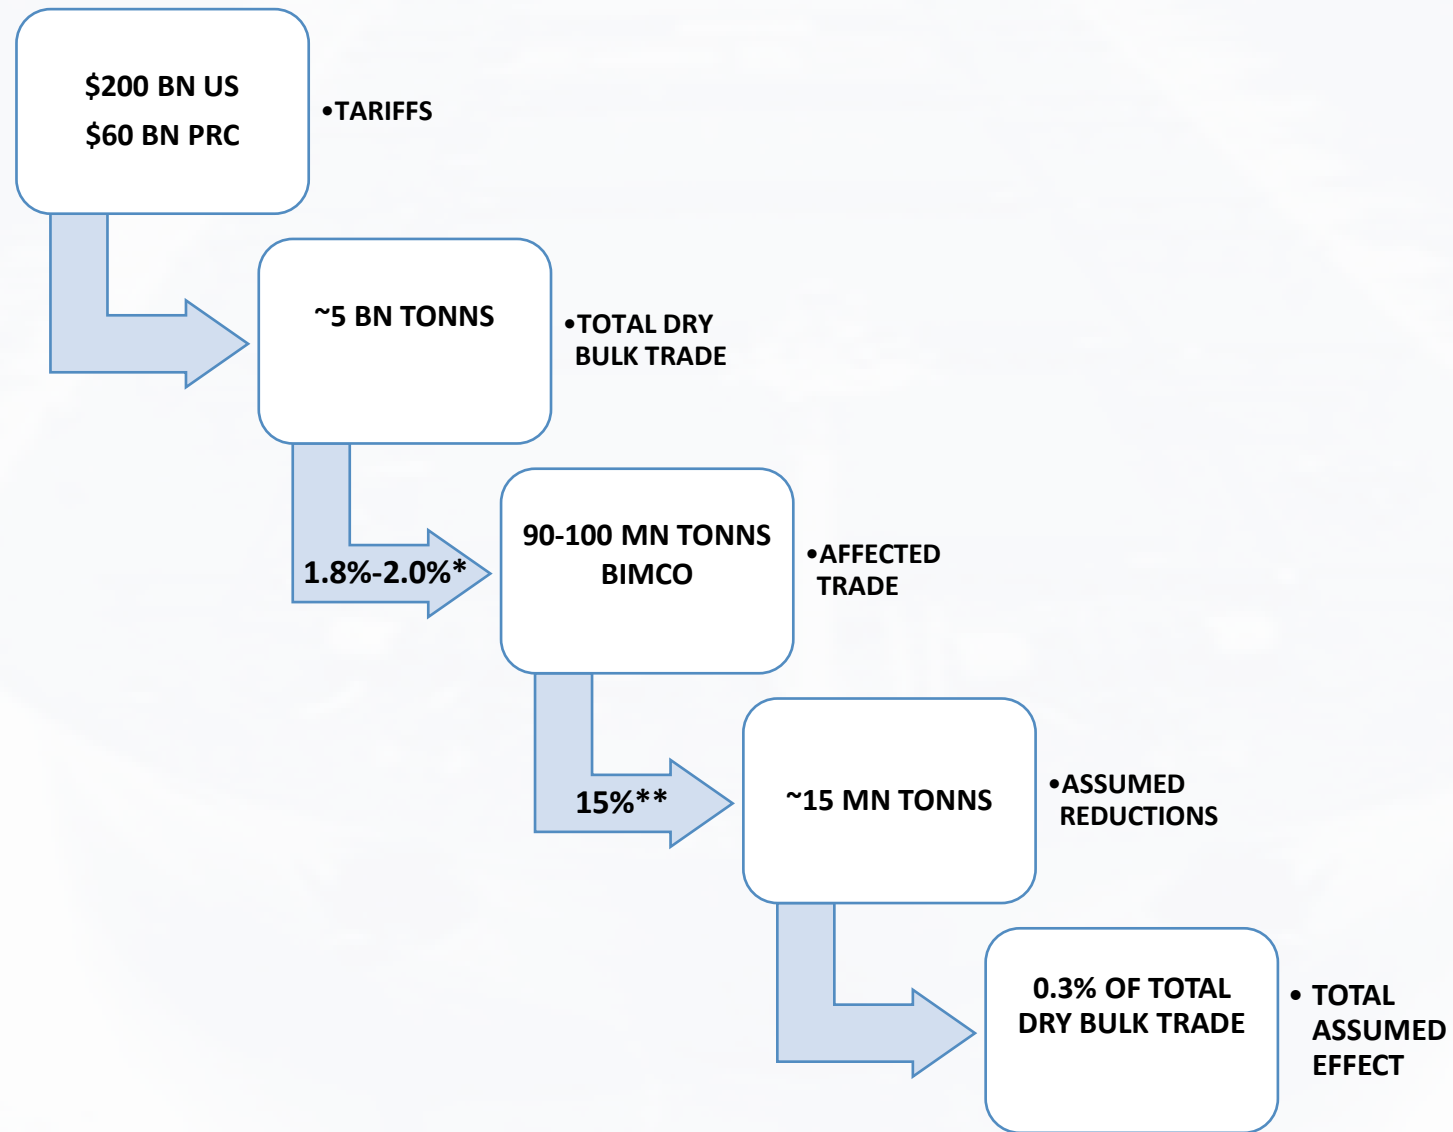 $200 BN US
$60 BN PRC
•TARIFFS
~5 BN TONNS
•TOTAL DRY
BULK TRADE
1.8%-2.0%*
90-100 MN TONNS
BIMCO
•AFFECTED
TRADE
15%**
~15 MN TONNS
•ASSUMED
REDUCTIONS
0.3% OF TOTAL
DRY BULK TRADE
• TOTAL
ASSUMED
EFFECT